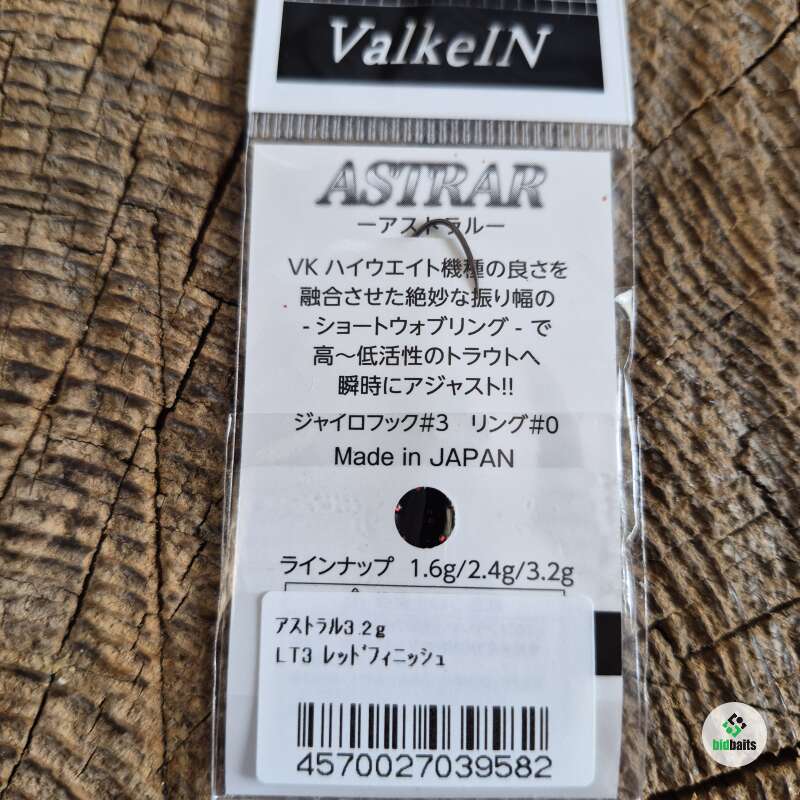 ValkeIN
ASTRAR
ーアストラルー
VK ハイウエイト機種の良さを
融合させた絶妙な振り幅の
- ショートウォブリング - で
高〜低活性のトラウトへ
瞬時にアジャスト!!
ジャイロフック#3　リング#0
Made in JAPAN
ラインナップ　1.6g/2.4g/3.2g
アストラル3.2g
LT3 レッドフィニッシュ
4570027039582
bidbaits